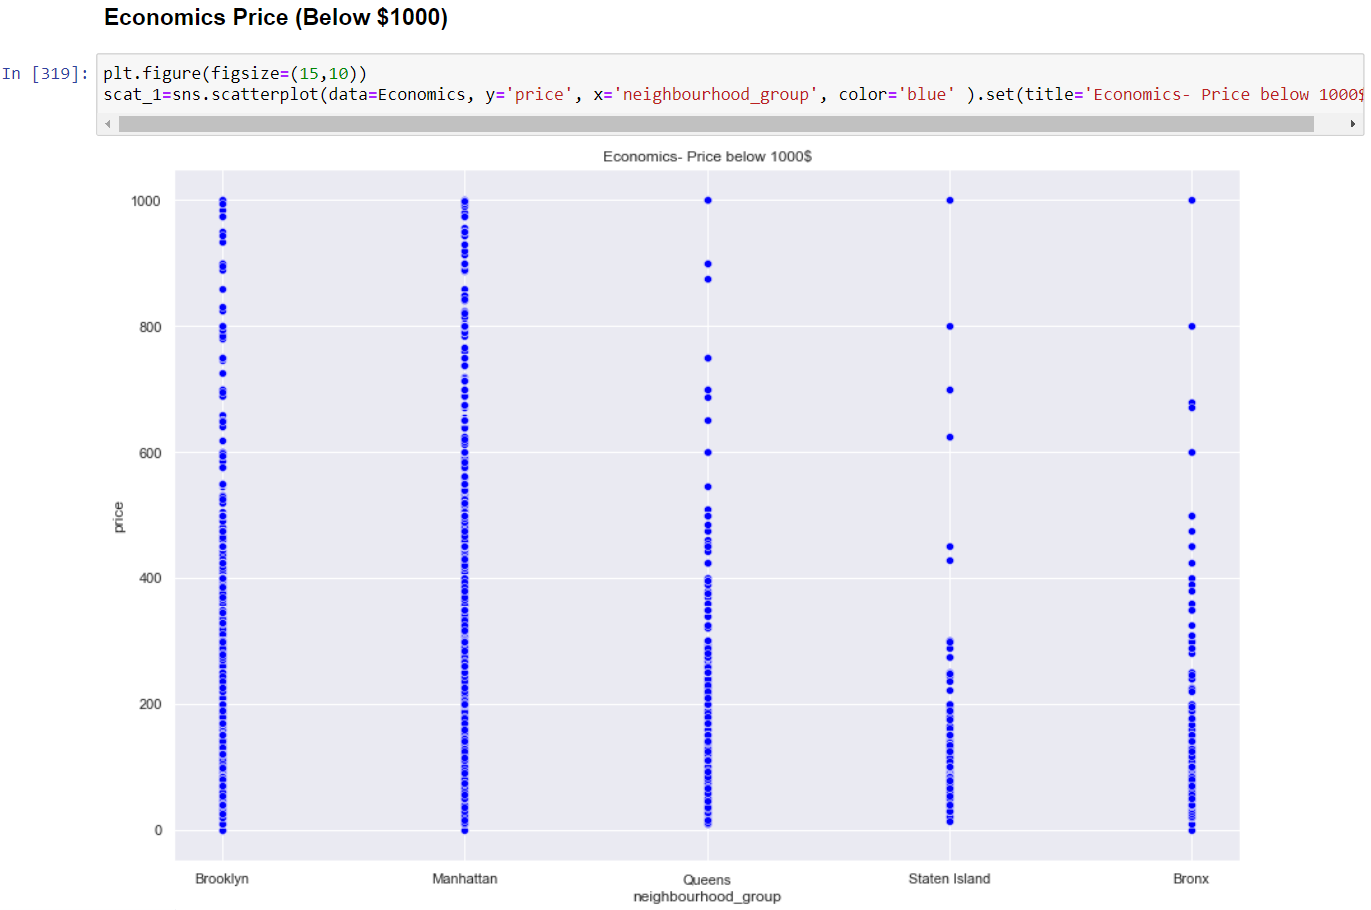 Economics Price (Below $1000)
In [319]:
plt.figure(figsize=(15,10))
scat_1=sns.scatterplot(data=Economics, y='price', x='neighbourhood_group', color='blue' ).set(title='Economics- Price below 1000$
Economics- Price below 1000$
1000
800
600
400
200
0
price
Brooklyn Manhattan Queens Staten Island Bronx
neighbourhood_group